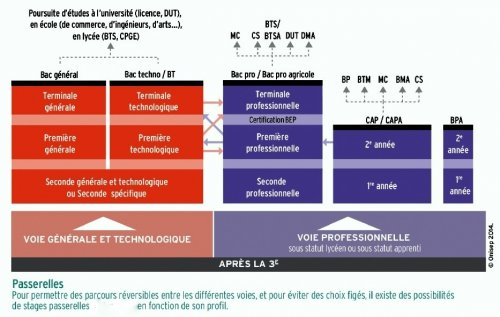 Poursuite d'études à l'université (licence, DUT),
en école (de commerce, d'ingénieurs, d'arts...),
en lycée (BTS, CPGE)
BTS/
MC CS BTSA DUT DMA
Bac général
Bac techno / BT
Bac pro / Bac pro agricole
BP BTM MC BMA CS
Terminale
générale
Terminale
technologique
Terminale
professionnelle
Certification BEP
CAP / CAPA
BPA
Première
générale
Première
technologique
Première
professionnelle
2e année
2e
année
Seconde générale et technologique
ou Seconde spécifique
Seconde
professionnelle
1re année
1re
année
VOIE GÉNÉRALE ET TECHNOLOGIQUE
VOIE PROFESSIONNELLE
sous statut lycéen ou sous statut apprenti
APRÈS LA 3E
© Onisep 2014.
Passerelles
Pour permettre des parcours réversibles entre les différentes voies, et pour éviter des choix figés, il existe des possibilités
de stages passerelles en fonction de son profil.